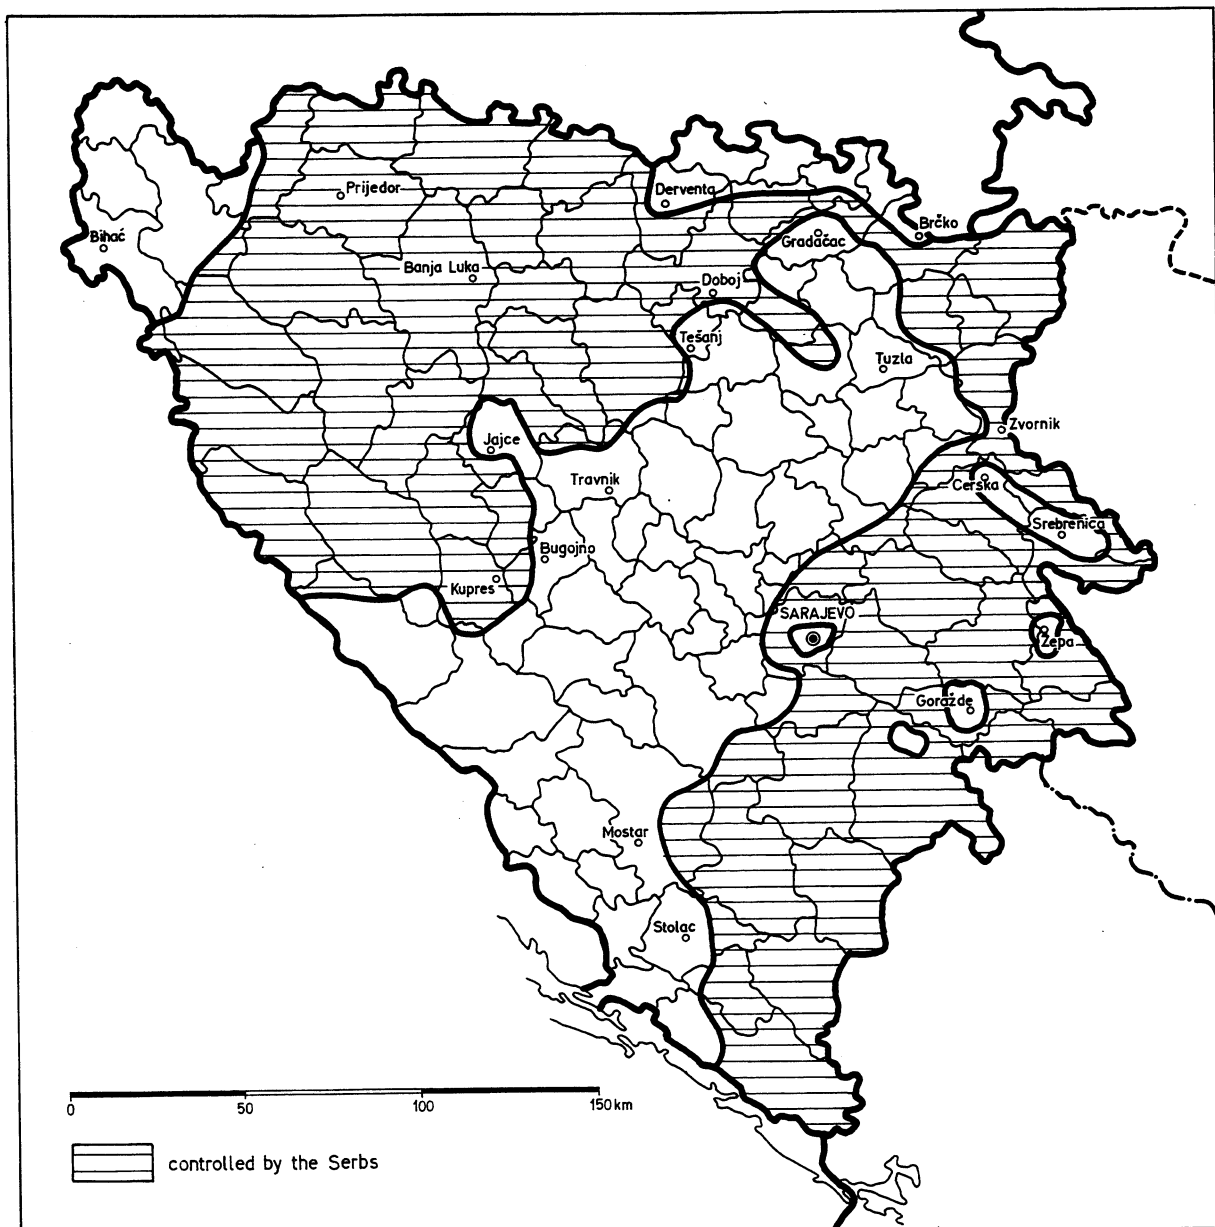 Prijedor
Derventa
Bihać
Brčko
Gradačac
Banja Luka
Doboj
Tešanj
Tuzla
Jajce
Zvornik
Travnik
Cerska
Srebrenica
Bugojno
Kupres
SARAJEVO
Žepa
Goražde
Mostar
Stolac
0 50 100 150 km
controlled by the Serbs